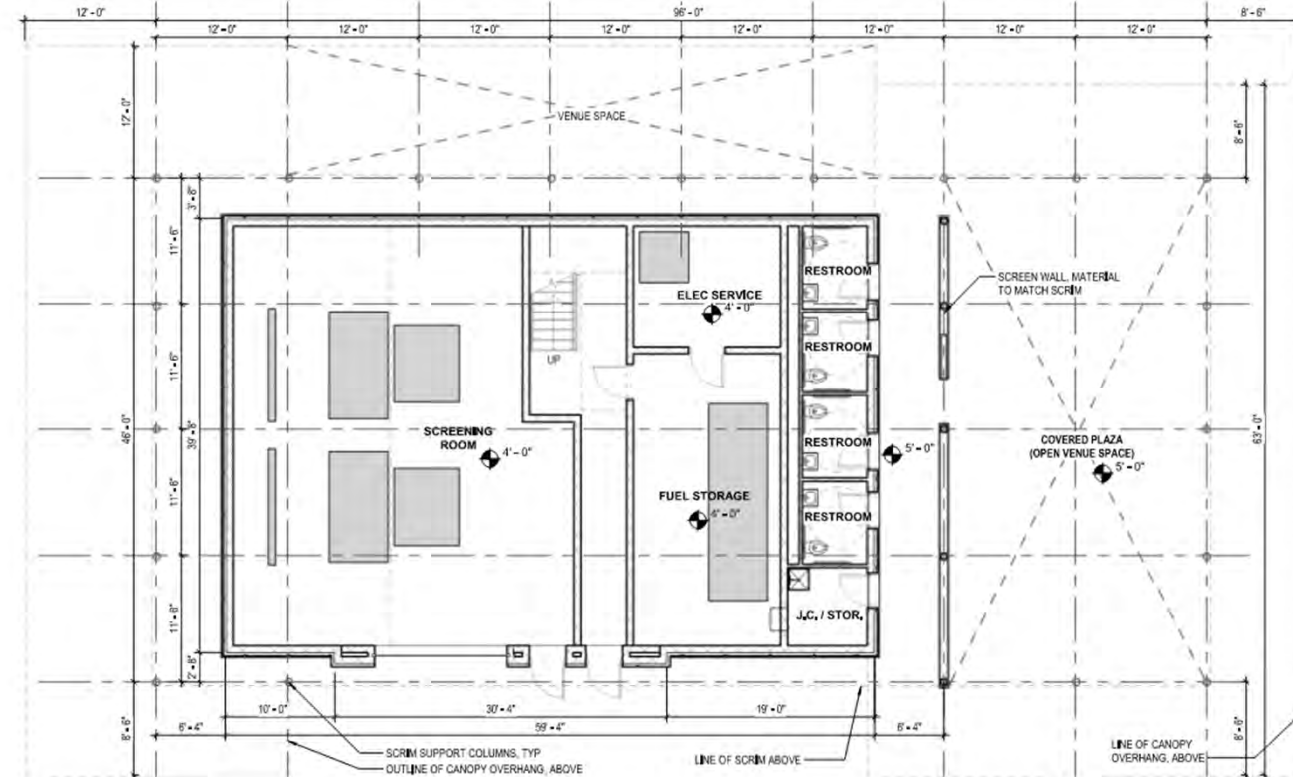 12'-0" 96'-0" 8'-6"
12'-0" 12'-0" 12'-0" 12'-0" 12'-0" 12'-0" 12'-0" 12'-0"
12'-0"
VENUE SPACE
8'-6"
3'-8"
11'-6"
RESTROOM
SCREEN WALL, MATERIAL
TO MATCH SCRIM
ELEC SERVICE
4'-0"
RESTROOM
UP
11'-6"
46'-0"
39'-8"
63'-0"
SCREENING
ROOM
4'-0"
RESTROOM
5'-0"
COVERED PLAZA
(OPEN VENUE SPACE)
5'-0"
11'-6"
FUEL STORAGE
RESTROOM
11'-6"
J.C. / STOR.
2'-8"
8'-6"
10'-0" 30'-4" 19'-0"
6'-4" 59'-4" 6'-4"
8'-6"
SCRIM SUPPORT COLUMNS, TYP
OUTLINE OF CANOPY OVERHANG, ABOVE
LINE OF SCRIM ABOVE
LINE OF CANOPY
OVERHANG, ABOVE